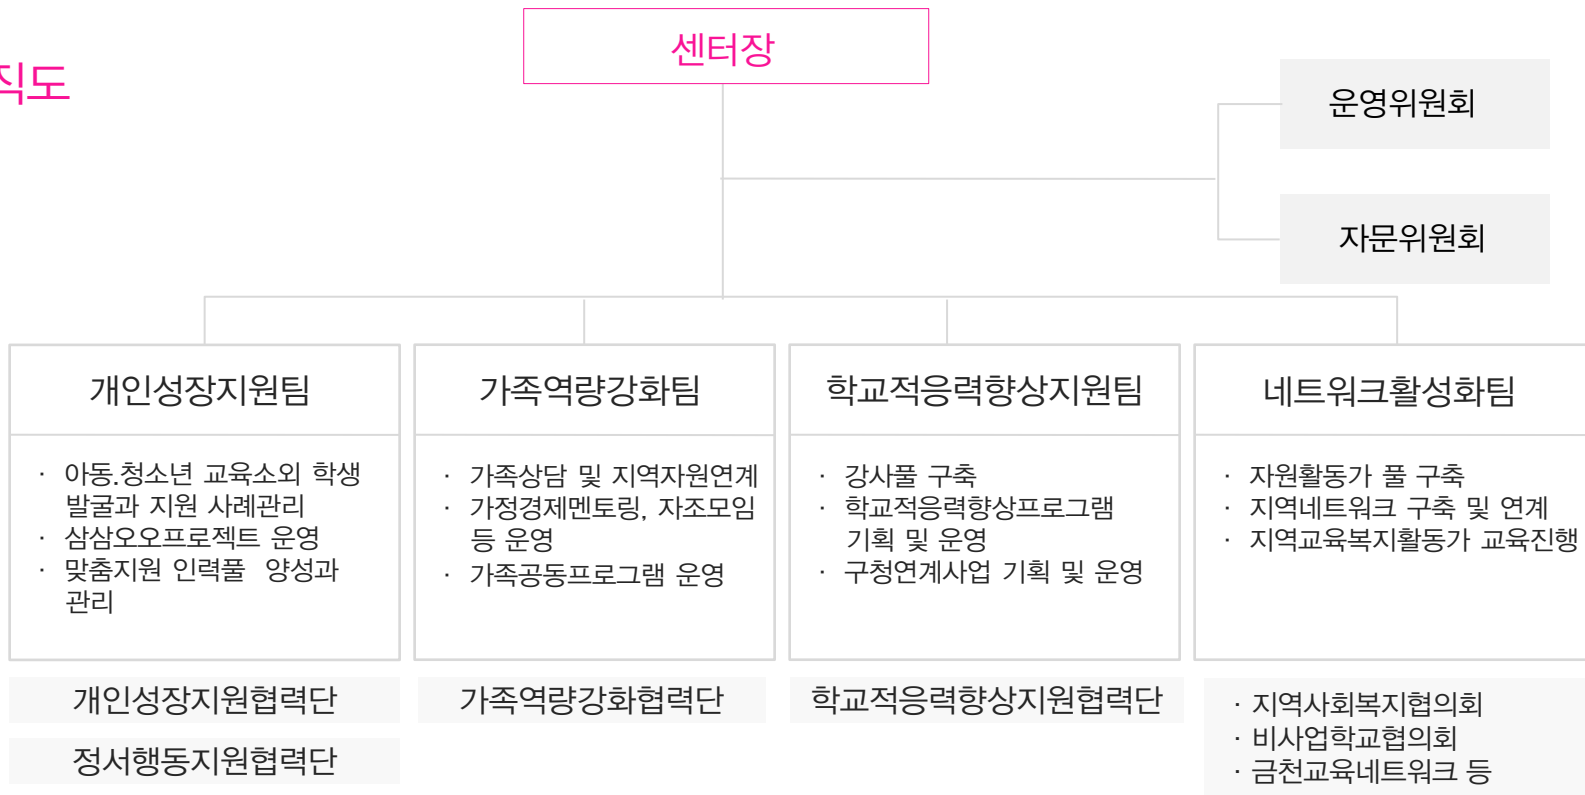 센터장
직도
운영위원회
자문위원회
개인성장지원팀
· 아동.청소년 교육소외 학생
발굴과 지원 사례관리
· 삼삼오오프로젝트 운영
· 맞춤지원 인력풀 양성과
관리
개인성장지원협력단
정서행동지원협력단
가족역량강화팀
· 가족상담 및 지역자원연계
· 가정경제멘토링, 자조모임
등 운영
· 가족공동프로그램 운영
가족역량강화협력단
학교적응력향상지원팀
· 강사풀 구축
· 학교적응력향상프로그램
기획 및 운영
· 구청연계사업 기획 및 운영
학교적응력향상지원협력단
네트워크활성화팀
· 자원활동가 풀 구축
· 지역네트워크 구축 및 연계
· 지역교육복지활동가 교육진행
· 지역사회복지협의회
· 비사업학교협의회
· 금천교육네트워크 등